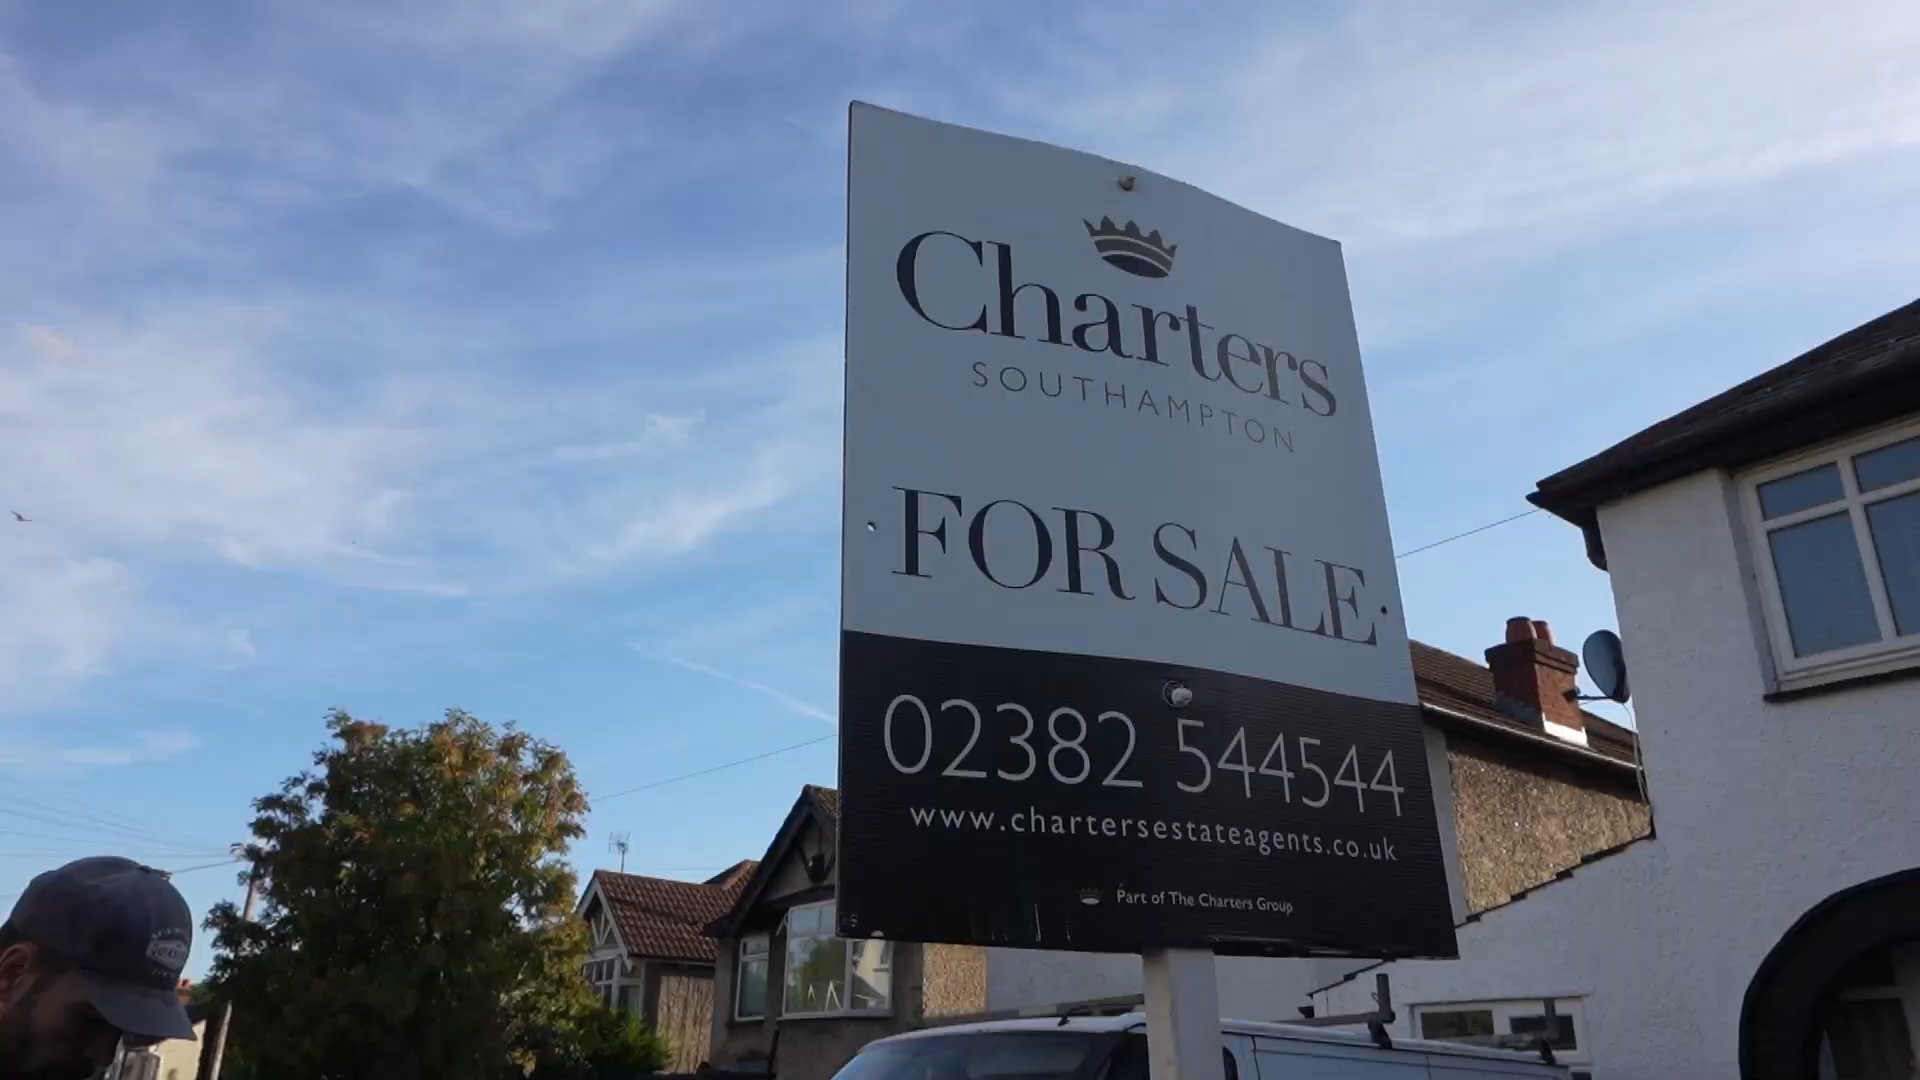 Charters
SOUTHAMPTON
FOR SALE
02382 544544
www.chartersestateagents.co.uk
Part of The Charters Group